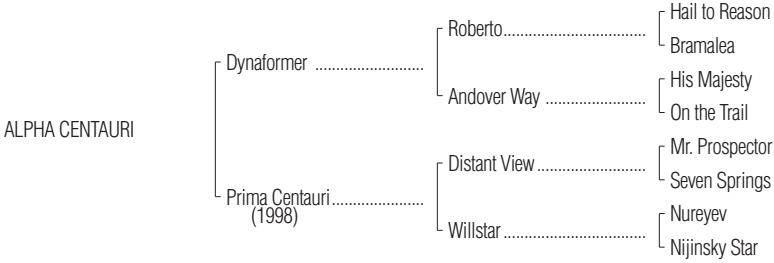 Hail to Reason
Roberto..................................
Bramalea
Dynaformer ..........................
His Majesty
Andover Way ........................
On the Trail
ALPHA CENTAURI
Mr. Prospector
Distant View..........................
Seven Springs
Prima Centauri......................
(1998)
Nureyev
Willstar ..................................
Nijinsky Star